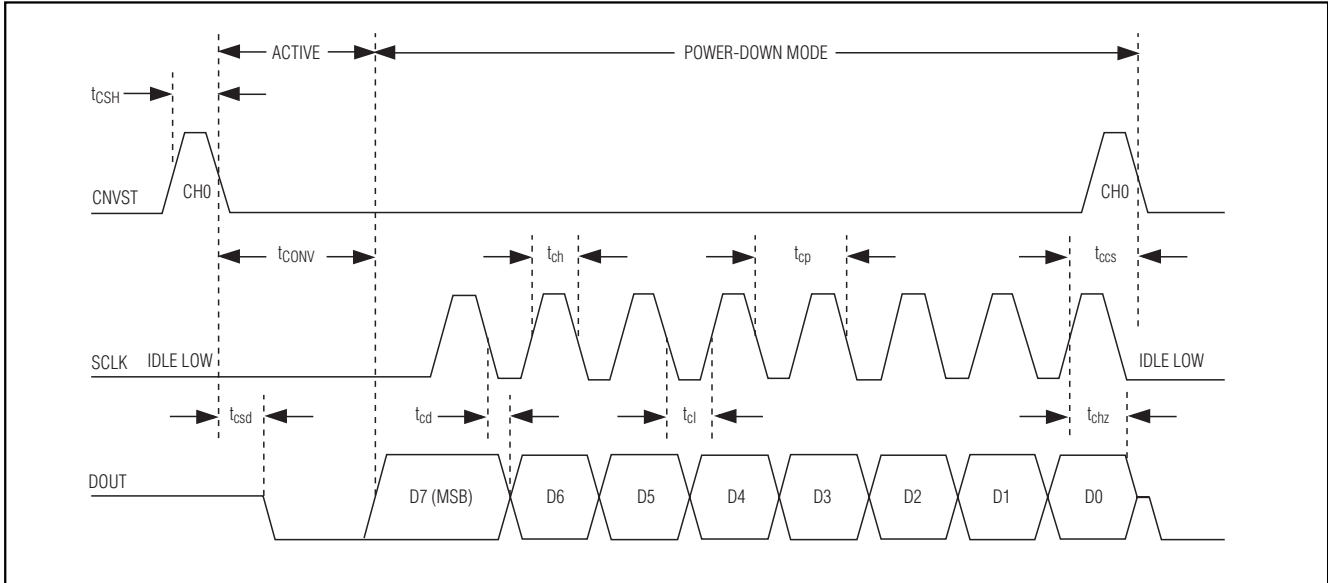 ACTIVE
POWER-DOWN MODE
tCSH
CNVST
CH0
CH0
tCONV
tch
tcp
tccs
SCLK
IDLE LOW
IDLE LOW
tcsd
tcd
tcl
tchz
DOUT
D7 (MSB)
D6
D5
D4
D3
D2
D1
D0